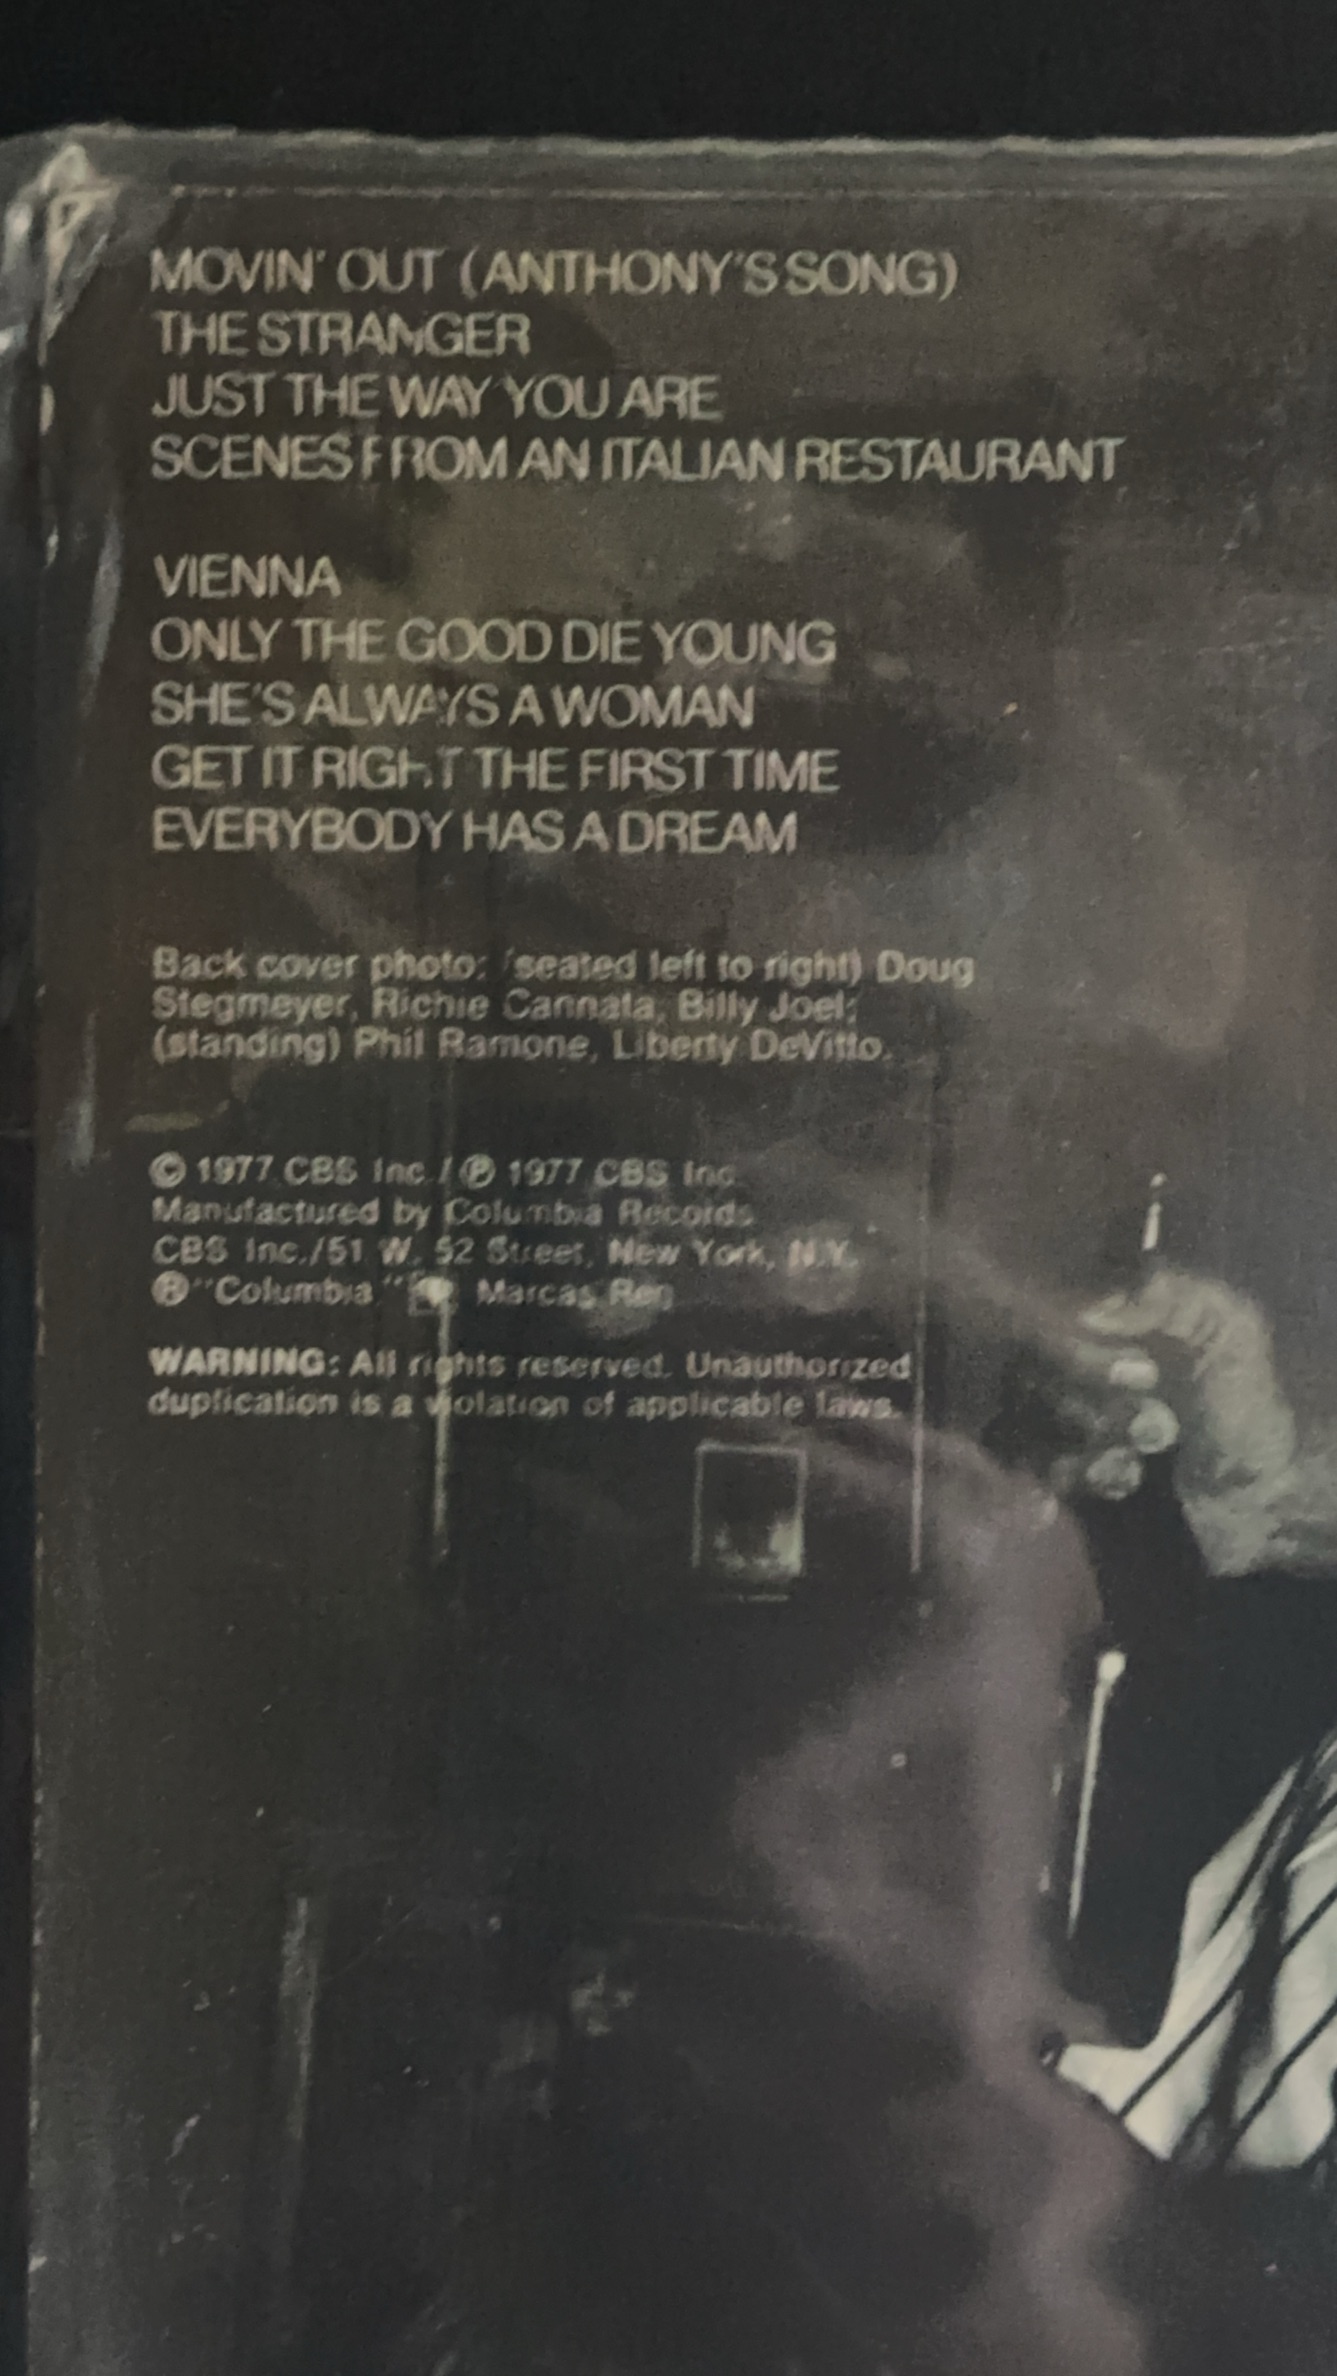 MOVIN' OUT (ANTHONY'S SONG)
THE STRANGER
JUST THE WAY YOU ARE
SCENES FROM AN ITALIAN RESTAURANT
VIENNA
ONLY THE GOOD DIE YOUNG
SHE'S ALWAYS A WOMAN
GET IT RIGHT THE FIRST TIME
EVERYBODY HAS A DREAM
Back cover photo: (seated left to right) Doug
Stegmeyer, Richie Cannata, Billy Joel;
(standing) Phil Ramone, Liberty DeVitto.
© 1977 CBS Inc./ ℗ 1977 CBS Inc.
Manufactured by Columbia Records
CBS Inc./51 W. 52 Street, New York, N.Y.
® "Columbia," Marcas Reg
WARNING: All rights reserved. Unauthorized
duplication is a violation of applicable laws.